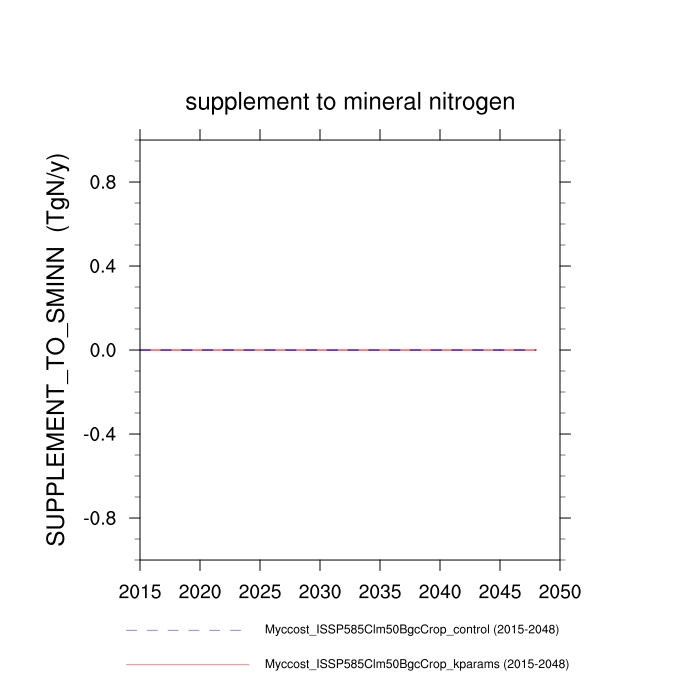 supplement to mineral nitrogen
SUPPLEMENT_TO_SMINN (TgN/y)
0.8
0.4
0.0
-0.4
-0.8
2015 2020 2025 2030 2035 2040 2045 2050
Myccost_ISSP585Clm50BgcCrop_control (2015-2048)
Myccost_ISSP585Clm50BgcCrop_kparams (2015-2048)